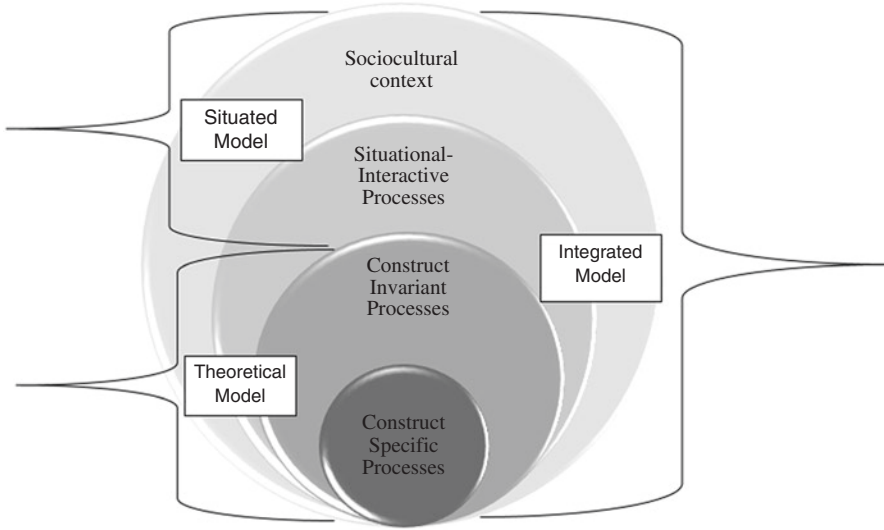 Sociocultural
context
Situated
Model
Situational-
Interactive
Processes
Integrated
Model
Construct
Invariant
Processes
Theoretical
Model
Construct
Specific
Processes